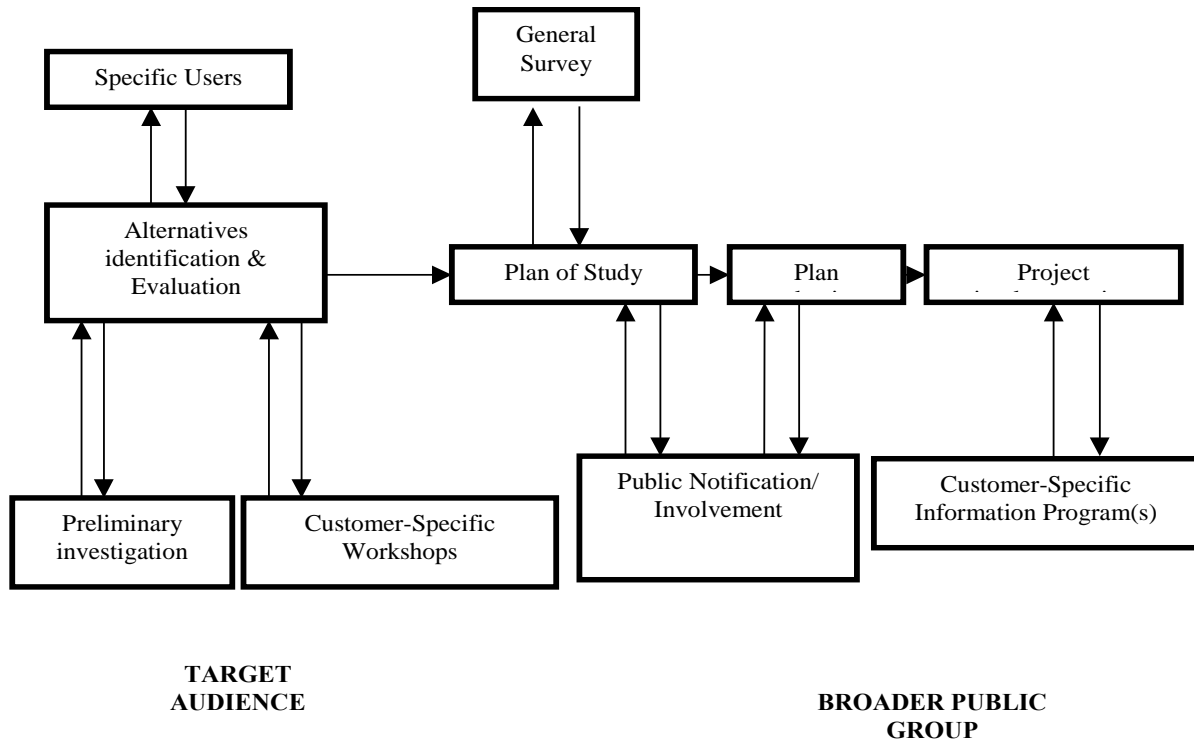 General
Survey
Specific Users
Alternatives
identification &
Evaluation
Plan of Study
Plan
Project
Public Notification/
Involvement
Customer-Specific
Information Program(s)
Preliminary
investigation
Customer-Specific
Workshops
TARGET
AUDIENCE
BROADER PUBLIC
GROUP